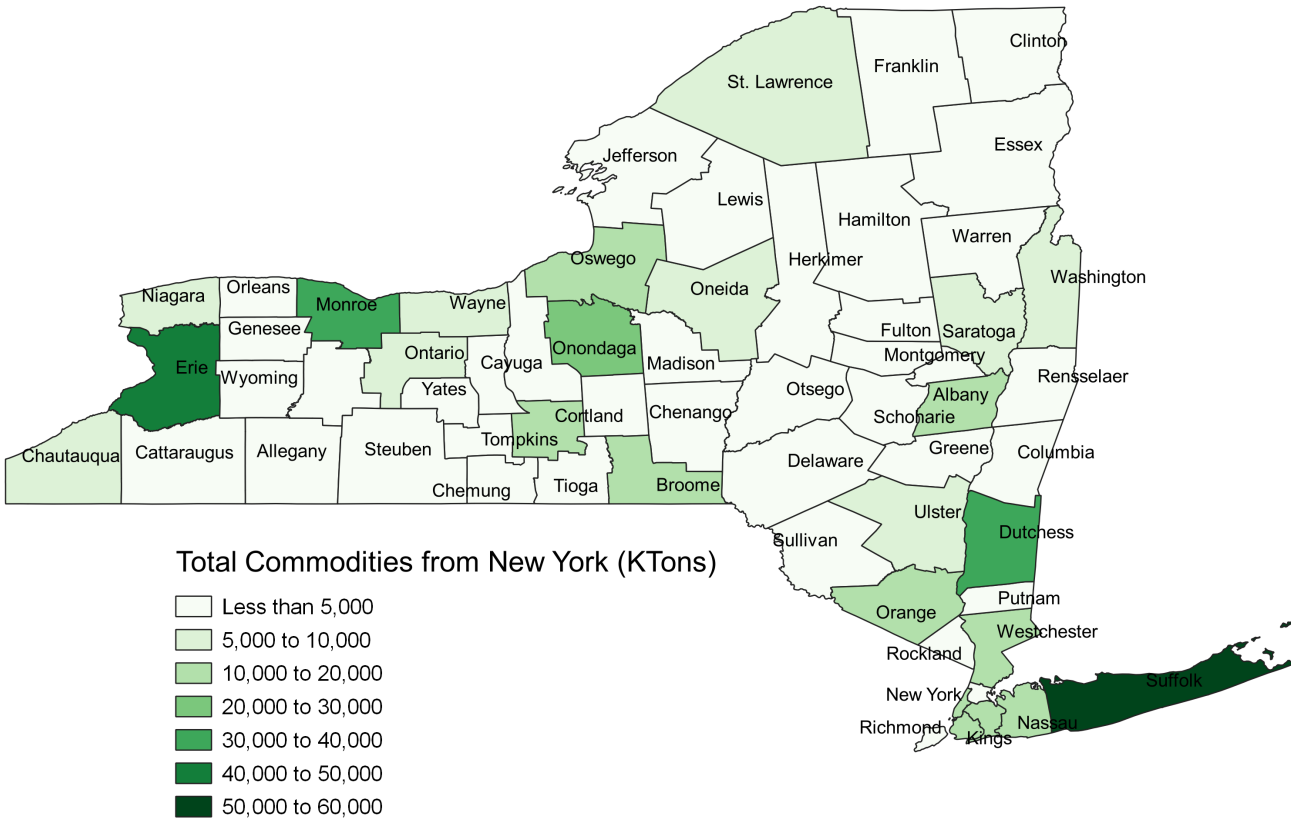 Clinton
Franklin
St. Lawrence
Essex
Jefferson
Lewis
Hamilton
Warren
Oswego
Herkimer
Washington
Oneida
Orleans
Niagara
Monroe
Wayne
Genesee
Fulton
Saratoga
Onondaga
Ontario
Montgomery
Cayuga
Madison
Erie
Wyoming
Rensselaer
Yates
Otsego
Albany
Chenango
Cortland
Schoharie
Tompkins
Steuben
Greene
Allegany
Cattaraugus
Columbia
Chautauqua
Delaware
Tioga
Broome
Chemung
Ulster
Dutchess
Sullivan
Total Commodities from New York (KTons)
Less than 5,000
5,000 to 10,000
10,000 to 20,000
20,000 to 30,000
30,000 to 40,000
40,000 to 50,000
50,000 to 60,000
Putnam
Orange
Westchester
Rockland
Suffolk
New York
Nassau
Richmond
Kings